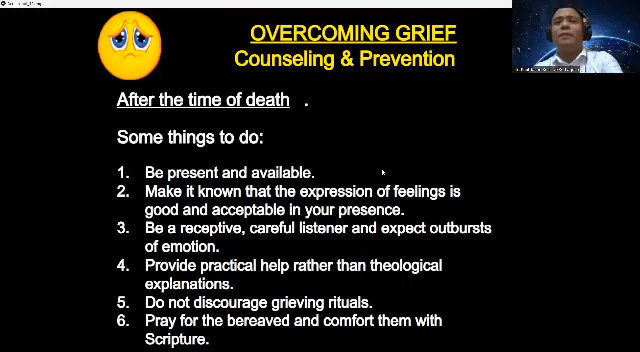 OVERCOMING GRIEF
Counseling & Prevention
After the time of death .
Some things to do:
1. Be present and available.
2. Make it known that the expression of feelings is
good and acceptable in your presence.
3. Be a receptive, careful listener and expect outbursts
of emotion.
4. Provide practical help rather than theological
explanations.
5. Do not discourage grieving rituals.
6. Pray for the bereaved and comfort them with
Scripture.